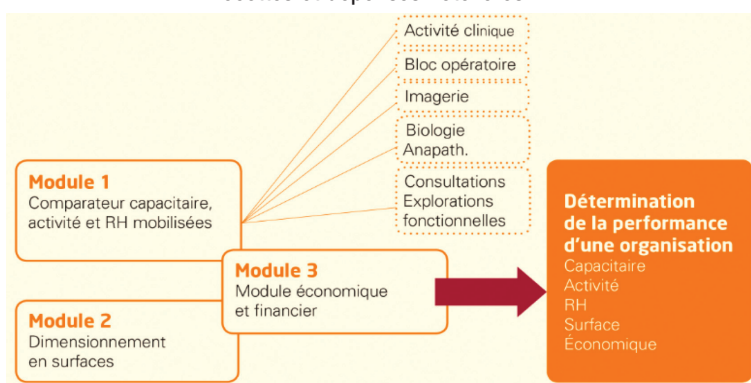 Activité clinique
Bloc opératoire
Imagerie
Biologie
Anapath.
Consultations
Explorations
fonctionnelles
Module 1
Comparateur capacitaire,
activité et RH mobilisées
Module 2
Dimensionnement
en surfaces
Module 3
Module économique
et financier
Détermination
de la performance
d'une organisation
Capacitaire
Activité
RH
Surface
Économique